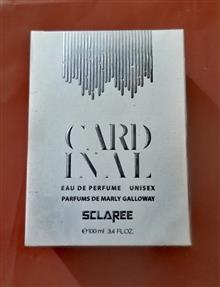 CARD
INAL
EAU DE PERFUME UNISEX
PARFUMS DE MARLY GALLOWAY
SCLAREE
℮100 ml 3.4 FL.OZ.